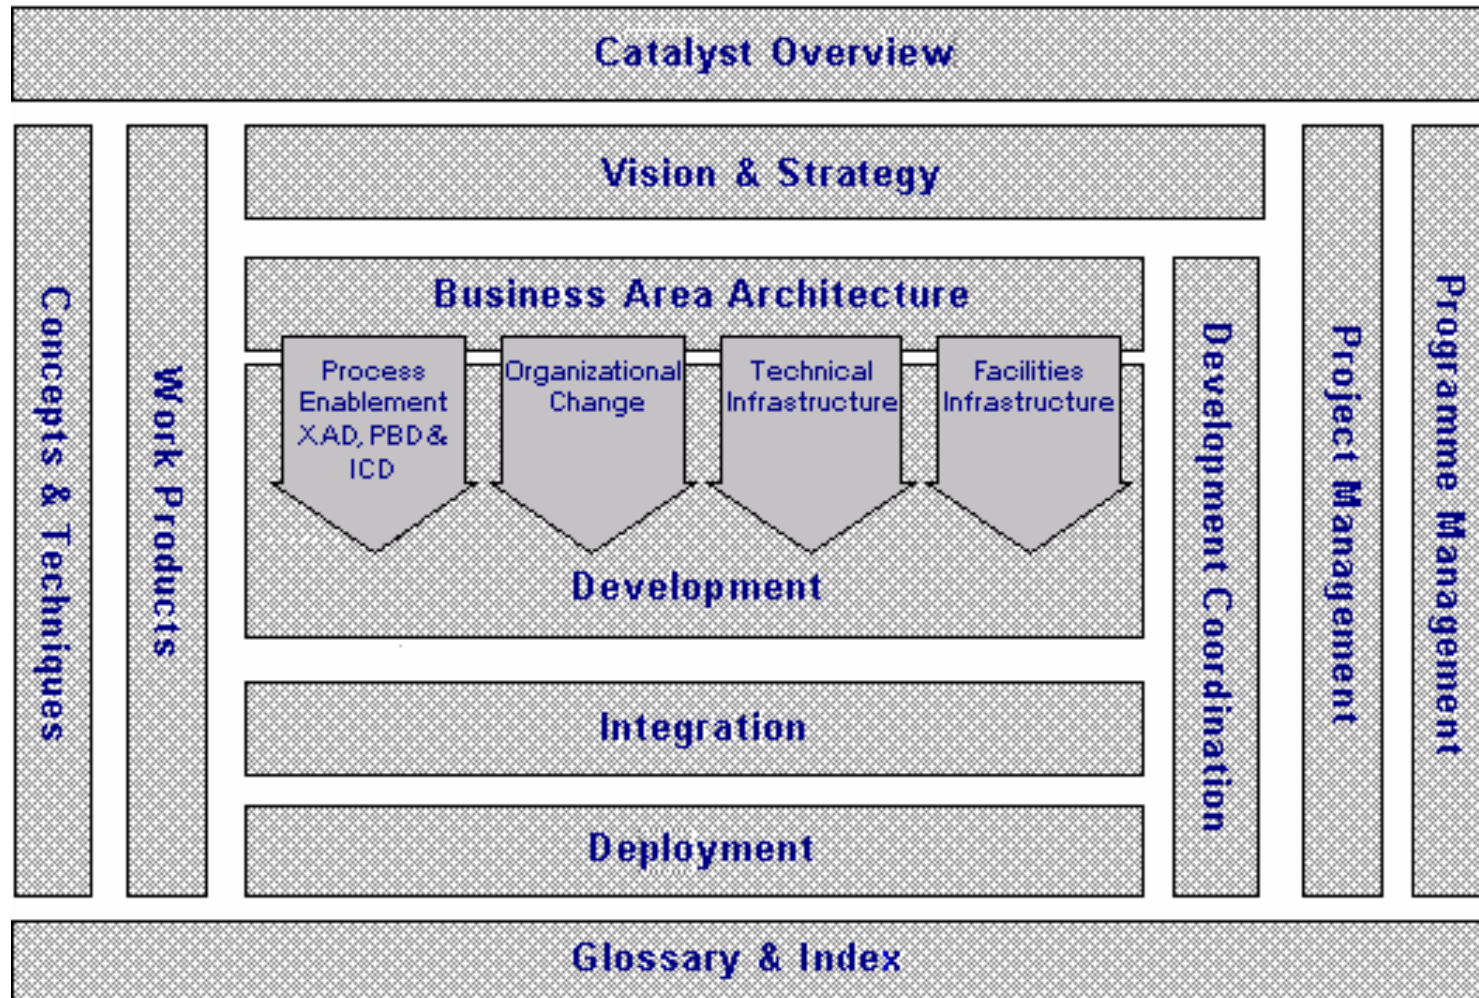 Catalyst Overview
Concepts & Techniques
Work Products
Vision & Strategy
Business Area Architecture
Process
Enablement
XAD, PBD &
ICD
Organizational
Change
Technical
Infrastructure
Facilities
Infrastructure
Development
Integration
Deployment
Development Coordination
Project Management
Programme Management
Glossary & Index